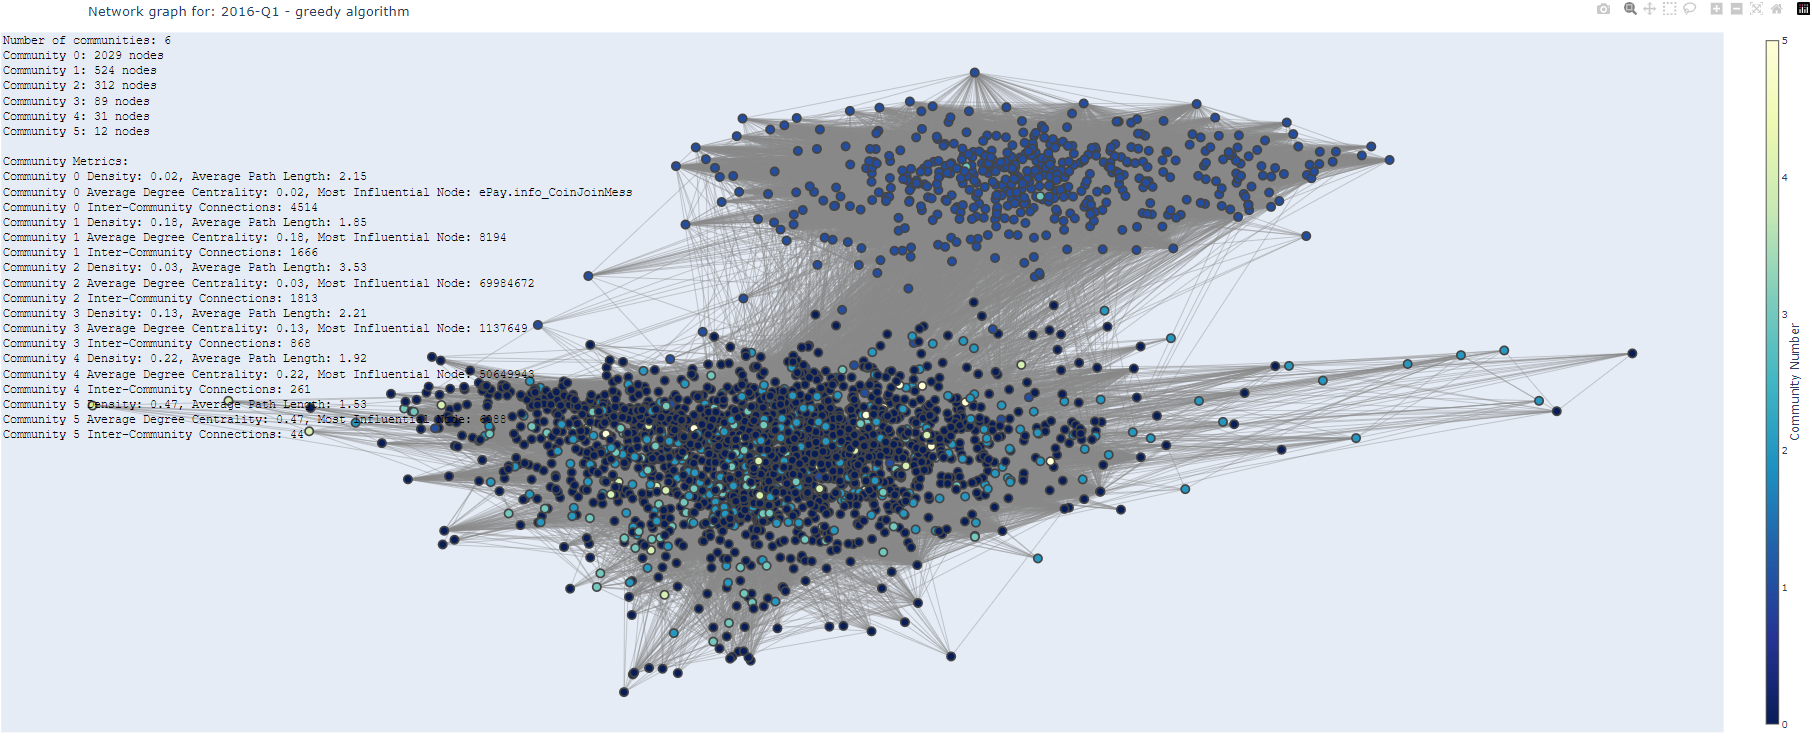 Network graph for: 2016-Q1 - greedy algorithm
Number of communities: 6
Community 0: 2029 nodes
Community 1: 524 nodes
Community 2: 312 nodes
Community 3: 89 nodes
Community 4: 31 nodes
Community 5: 12 nodes
Community Metrics:
Community 0 Density: 0.02, Average Path Length: 2.15
Community 0 Average Degree Centrality: 0.02, Most Influential Node: ePay.info_CoinJoinMess
Community 0 Inter-Community Connections: 4514
Community 1 Density: 0.18, Average Path Length: 1.85
Community 1 Average Degree Centrality: 0.18, Most Influential Node: 8194
Community 1 Inter-Community Connections: 1666
Community 2 Density: 0.03, Average Path Length: 3.53
Community 2 Average Degree Centrality: 0.03, Most Influential Node: 69984672
Community 2 Inter-Community Connections: 1813
Community 3 Density: 0.13, Average Path Length: 2.21
Community 3 Average Degree Centrality: 0.13, Most Influential Node: 1137649
Community 3 Inter-Community Connections: 868
Community 4 Density: 0.22, Average Path Length: 1.92
Community 4 Average Degree Centrality: 0.22, Most Influential Node: 50649943
Community 4 Inter-Community Connections: 261
Community 5 Density: 0.47, Average Path Length: 1.53
Community 5 Average Degree Centrality: 0.47, Most Influential Node:
Community 5 Inter-Community Connections: 44
5
4
3
2
1
0
Community Number